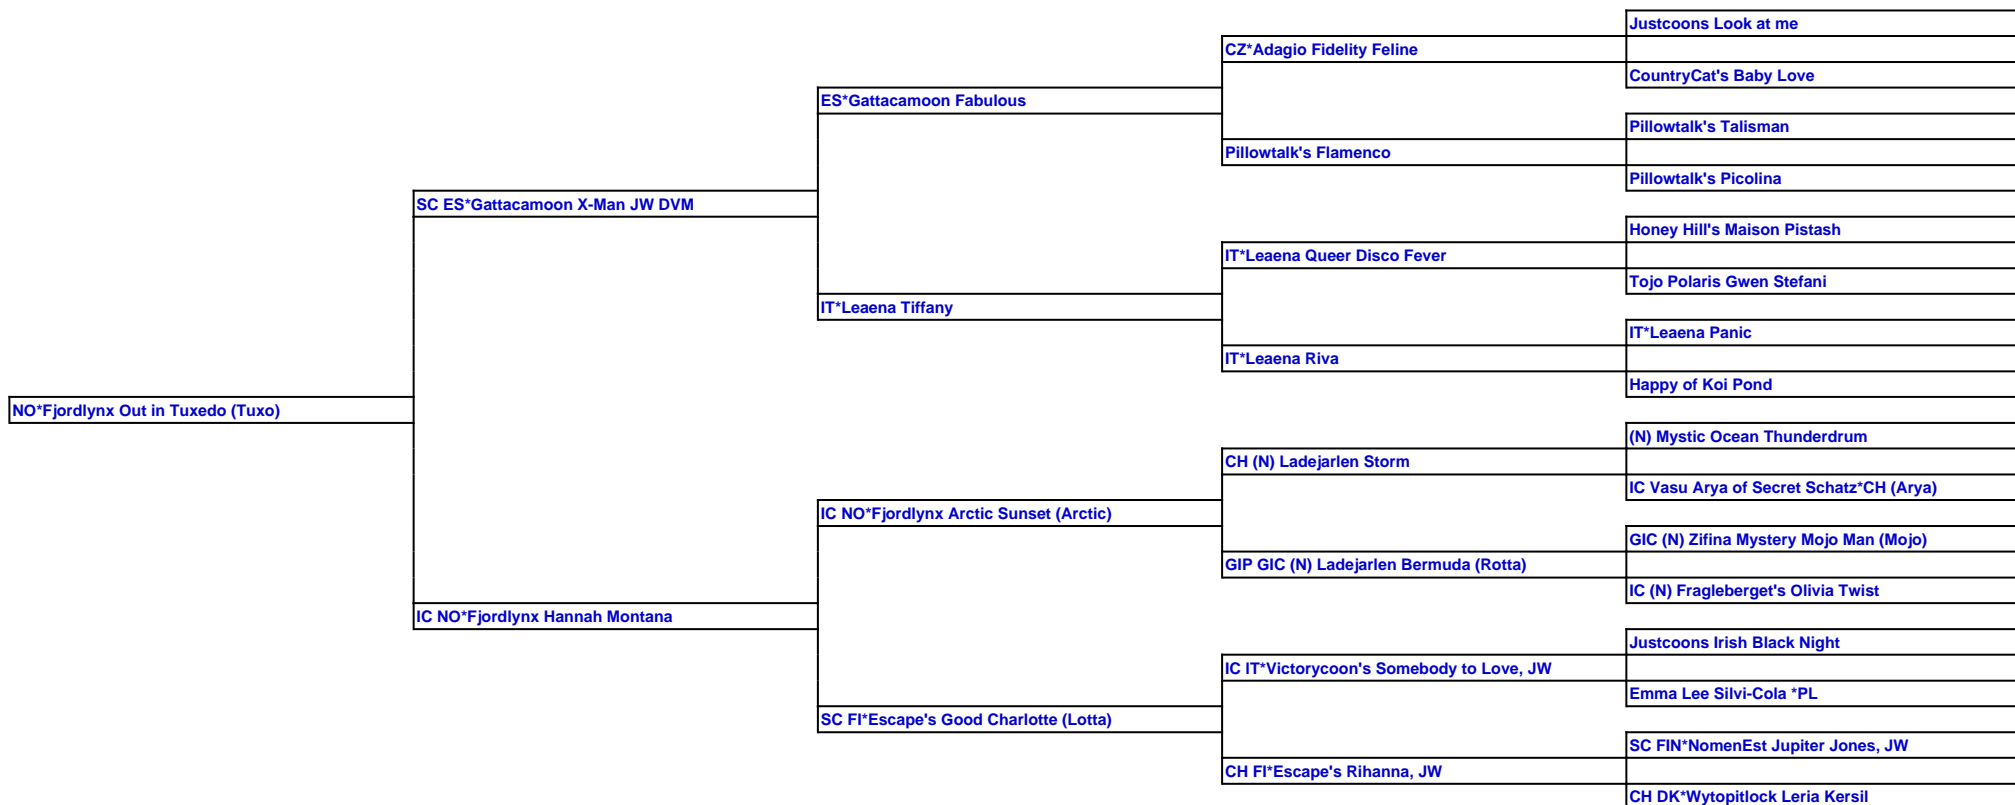 Justcoons Look at me
CZ*Adagio Fidelity Feline
CountryCat's Baby Love
ES*Gattacamoon Fabulous
Pillowtalk's Talisman
Pillowtalk's Flamenco
Pillowtalk's Picolina
SC ES*Gattacamoon X-Man JW DVM
Honey Hill's Maison Pistash
IT*Leaena Queer Disco Fever
Tojo Polaris Gwen Stefani
IT*Leaena Tiffany
IT*Leaena Panic
IT*Leaena Riva
Happy of Koi Pond
NO*Fjordlynx Out in Tuxedo (Tuxo)
(N) Mystic Ocean Thunderdrum
CH (N) Ladejarlen Storm
IC Vasu Arya of Secret Schatz*CH (Arya)
IC NO*Fjordlynx Arctic Sunset (Arctic)
GIC (N) Zifina Mystery Mojo Man (Mojo)
GIP GIC (N) Ladejarlen Bermuda (Rotta)
IC (N) Fragleberget's Olivia Twist
IC NO*Fjordlynx Hannah Montana
Justcoons Irish Black Night
IC IT*Victorycoon's Somebody to Love, JW
Emma Lee Silvi-Cola *PL
SC FI*Escape's Good Charlotte (Lotta)
SC FIN*NomenEst Jupiter Jones, JW
CH FI*Escape's Rihanna, JW
CH DK*Wytopitlock Leria Kersil